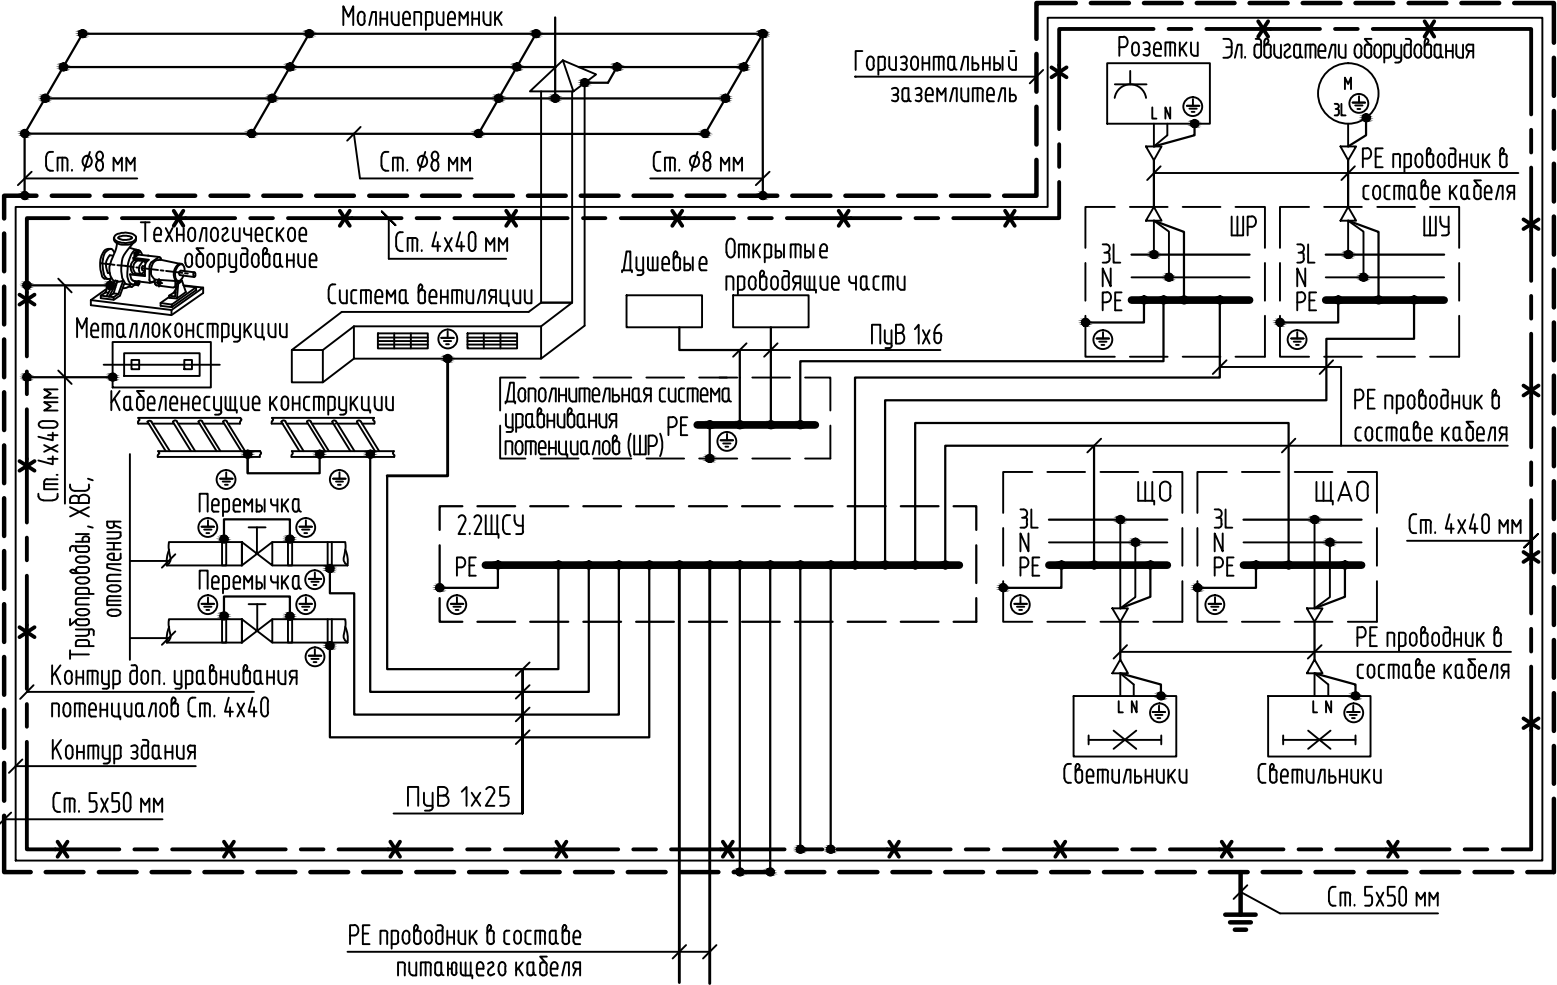 Молниеприемник
Ст. Ø8 мм
Ст. Ø8 мм
Ст. Ø8 мм
Горизонтальный
заземлитель
Розетки
L N
Эл. двигатели оборудования
М
3L
PE проводник в
составе кабеля
Ст. 4х40 мм
Технологическое
оборудование
Система вентиляции
Металлоконструкции
Кабеленесущие конструкции
Ст. 4х40 мм
Душевые
Открытые
проводящие части
ПуВ 1х6
Дополнительная система
уравнивания
потенциалов (ШР)
PE
ШР
3L
N
PE
ШУ
3L
N
PE
PE проводник в
составе кабеля
Перемычка
Перемычка
Трубопроводы, ХВС,
отопления
2.2ЩСУ
PE
ЩО
3L
N
PE
ЩАО
3L
N
PE
Ст. 4х40 мм
PE проводник в
составе кабеля
L N
L N
Светильники
Светильники
Контур доп. уравнивания
потенциалов Ст. 4х40
Контур здания
Ст. 5х50 мм
ПуВ 1х25
Ст. 5х50 мм
PE проводник в составе
питающего кабеля